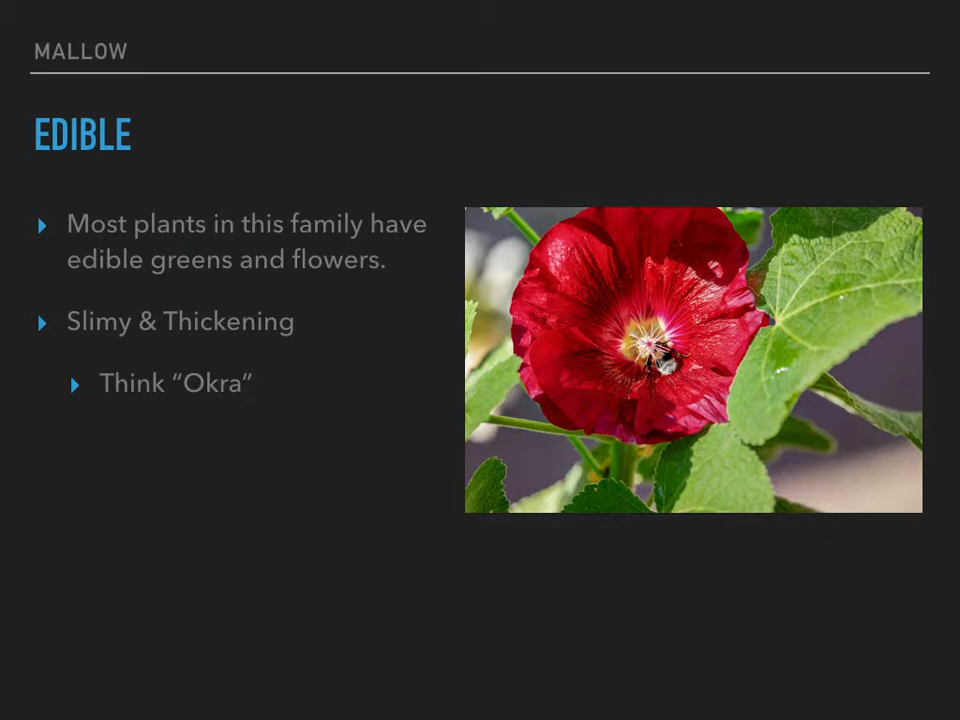 MALLOW
EDIBLE
Most plants in this family have
edible greens and flowers.
Slimy & Thickening
Think “Okra”